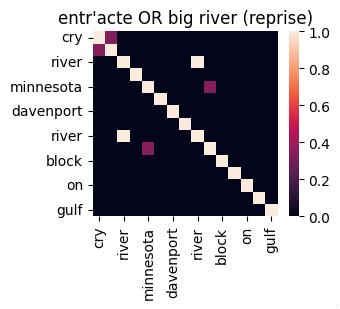 entr'acte OR big river (reprise)
cry
river
minnesota
davenport
river
block
on
gulf
1.0
0.8
0.6
0.4
0.2
0.0
cry
river
minnesota
davenport
river
block
on
gulf